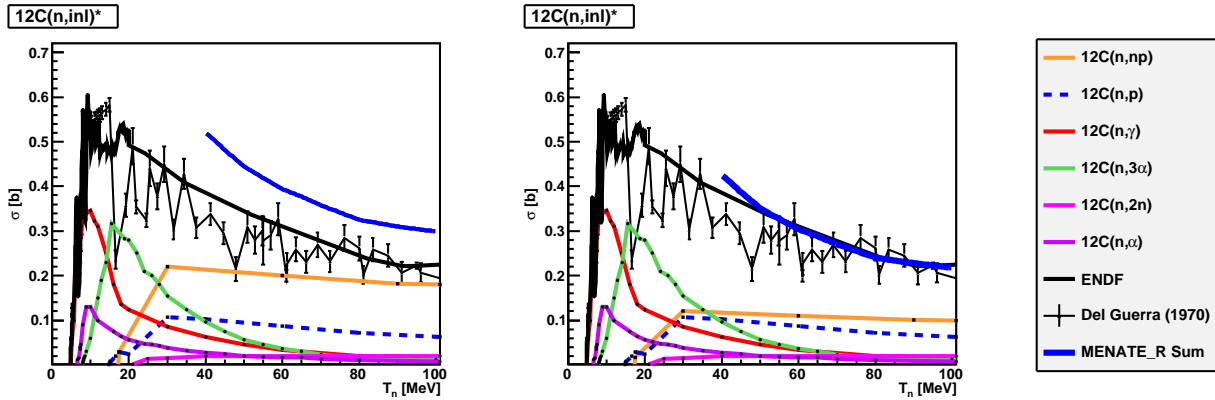 12C(n,inl)*
σ [b]
0.7
0.6
0.5
0.4
0.3
0.2
0.1
0
20
40
60
80
100
T_n [MeV]
12C(n,inl)*
σ [b]
0.7
0.6
0.5
0.4
0.3
0.2
0.1
0
20
40
60
80
100
T_n [MeV]
12C(n,np)
12C(n,p)
12C(n,γ)
12C(n,3α)
12C(n,2n)
12C(n,α)
ENDF
Del Guerra (1970)
MENATE_R Sum